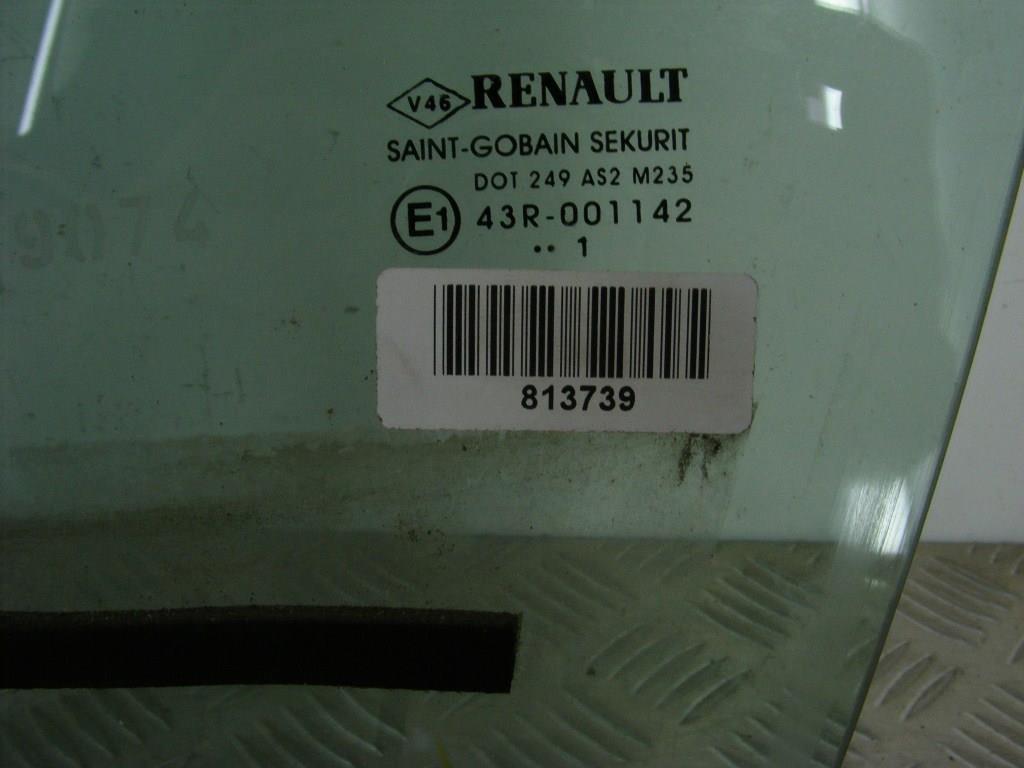 V46 RENAULT
SAINT-GOBAIN SEKURIT
DOT 249 AS2 M235
E1 43R-001142
•• 1
813739